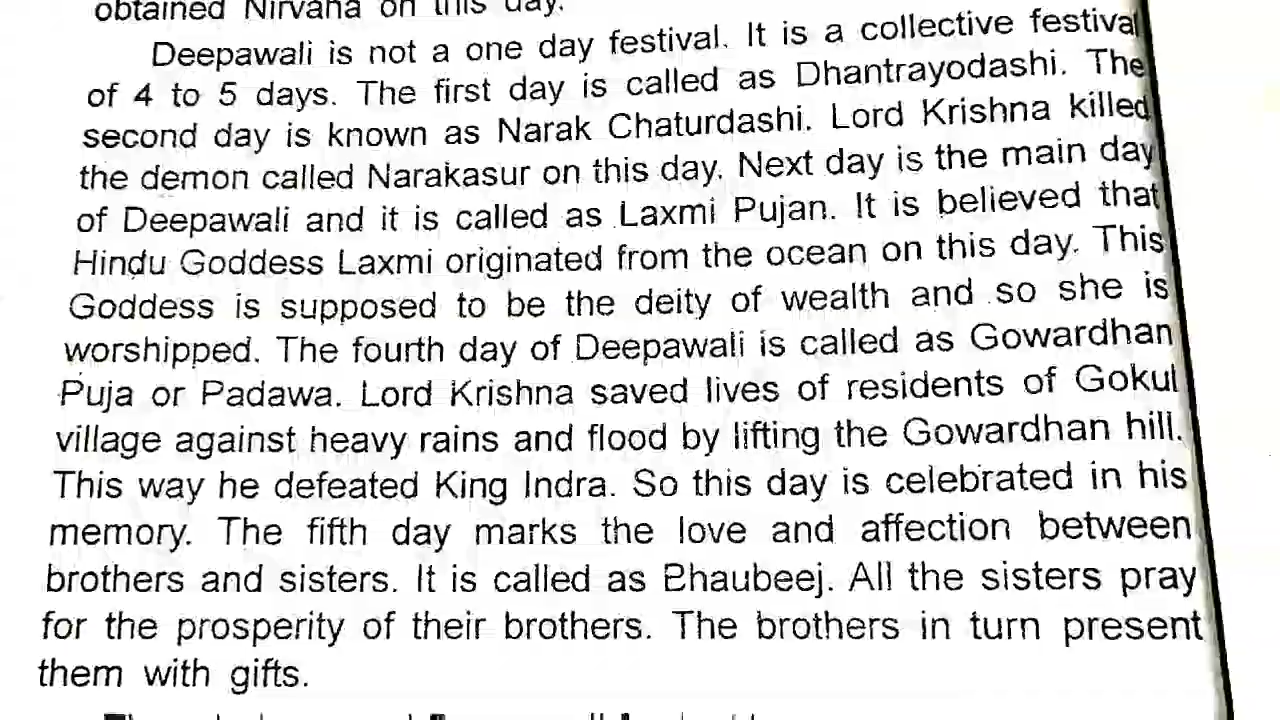 obtained Nirvana on this day.
Deepawali is not a one day festival. It is a collective festival
of 4 to 5 days. The first day is called as Dhantrayodashi. The
second day is known as Narak Chaturdashi. Lord Krishna killed
the demon called Narakasur on this day. Next day is the main day
of Deepawali and it is called as Laxmi Pujan. It is believed that
Hindu Goddess Laxmi originated from the ocean on this day. This
Goddess is supposed to be the deity of wealth and so she is
worshipped. The fourth day of Deepawali is called as Gowardhan
Puja or Padawa. Lord Krishna saved lives of residents of Gokul
village against heavy rains and flood by lifting the Gowardhan hill.
This way he defeated King Indra. So this day is celebrated in his
memory. The fifth day marks the love and affection between
brothers and sisters. It is called as Bhaubeej. All the sisters pray
for the prosperity of their brothers. The brothers in turn present
them with gifts.